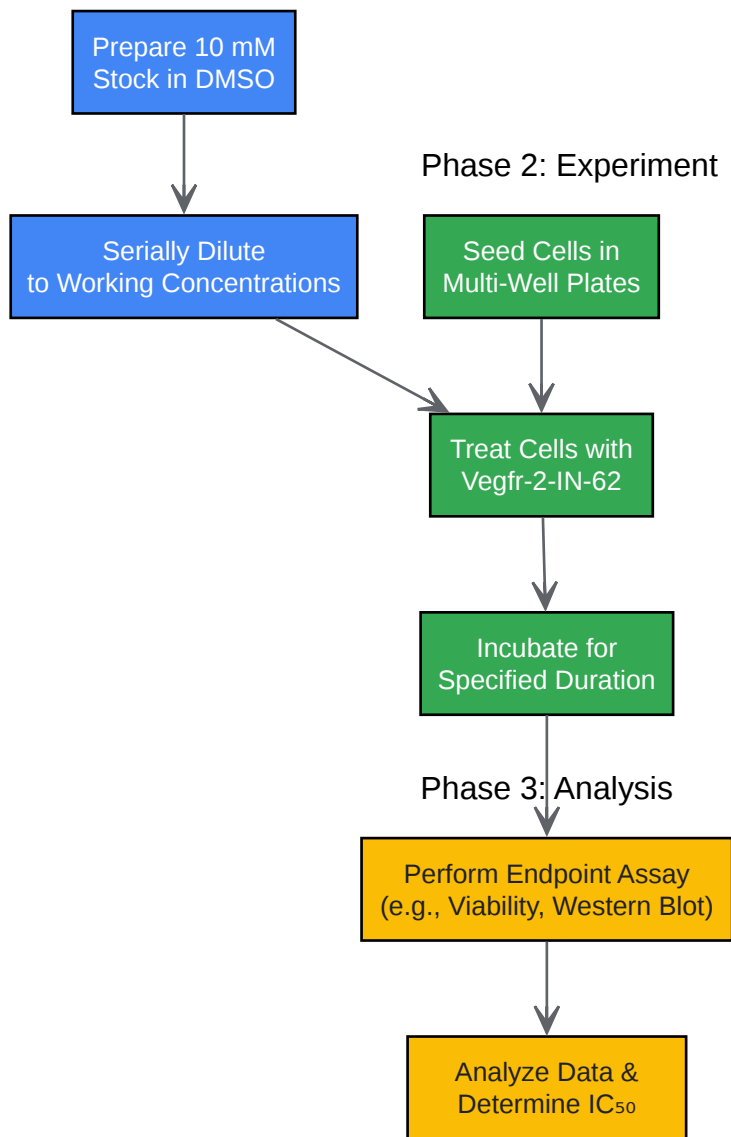 Prepare 10 mM
Stock in DMSO
Phase 2: Experiment
Serially Dilute
to Working Concentrations
Seed Cells in
Multi-Well Plates
Treat Cells with
Vegfr-2-IN-62
Incubate for
Specified Duration
Phase 3: Analysis
Perform Endpoint Assay
(e.g., Viability, Western Blot)
Analyze Data &
Determine IC₅₀